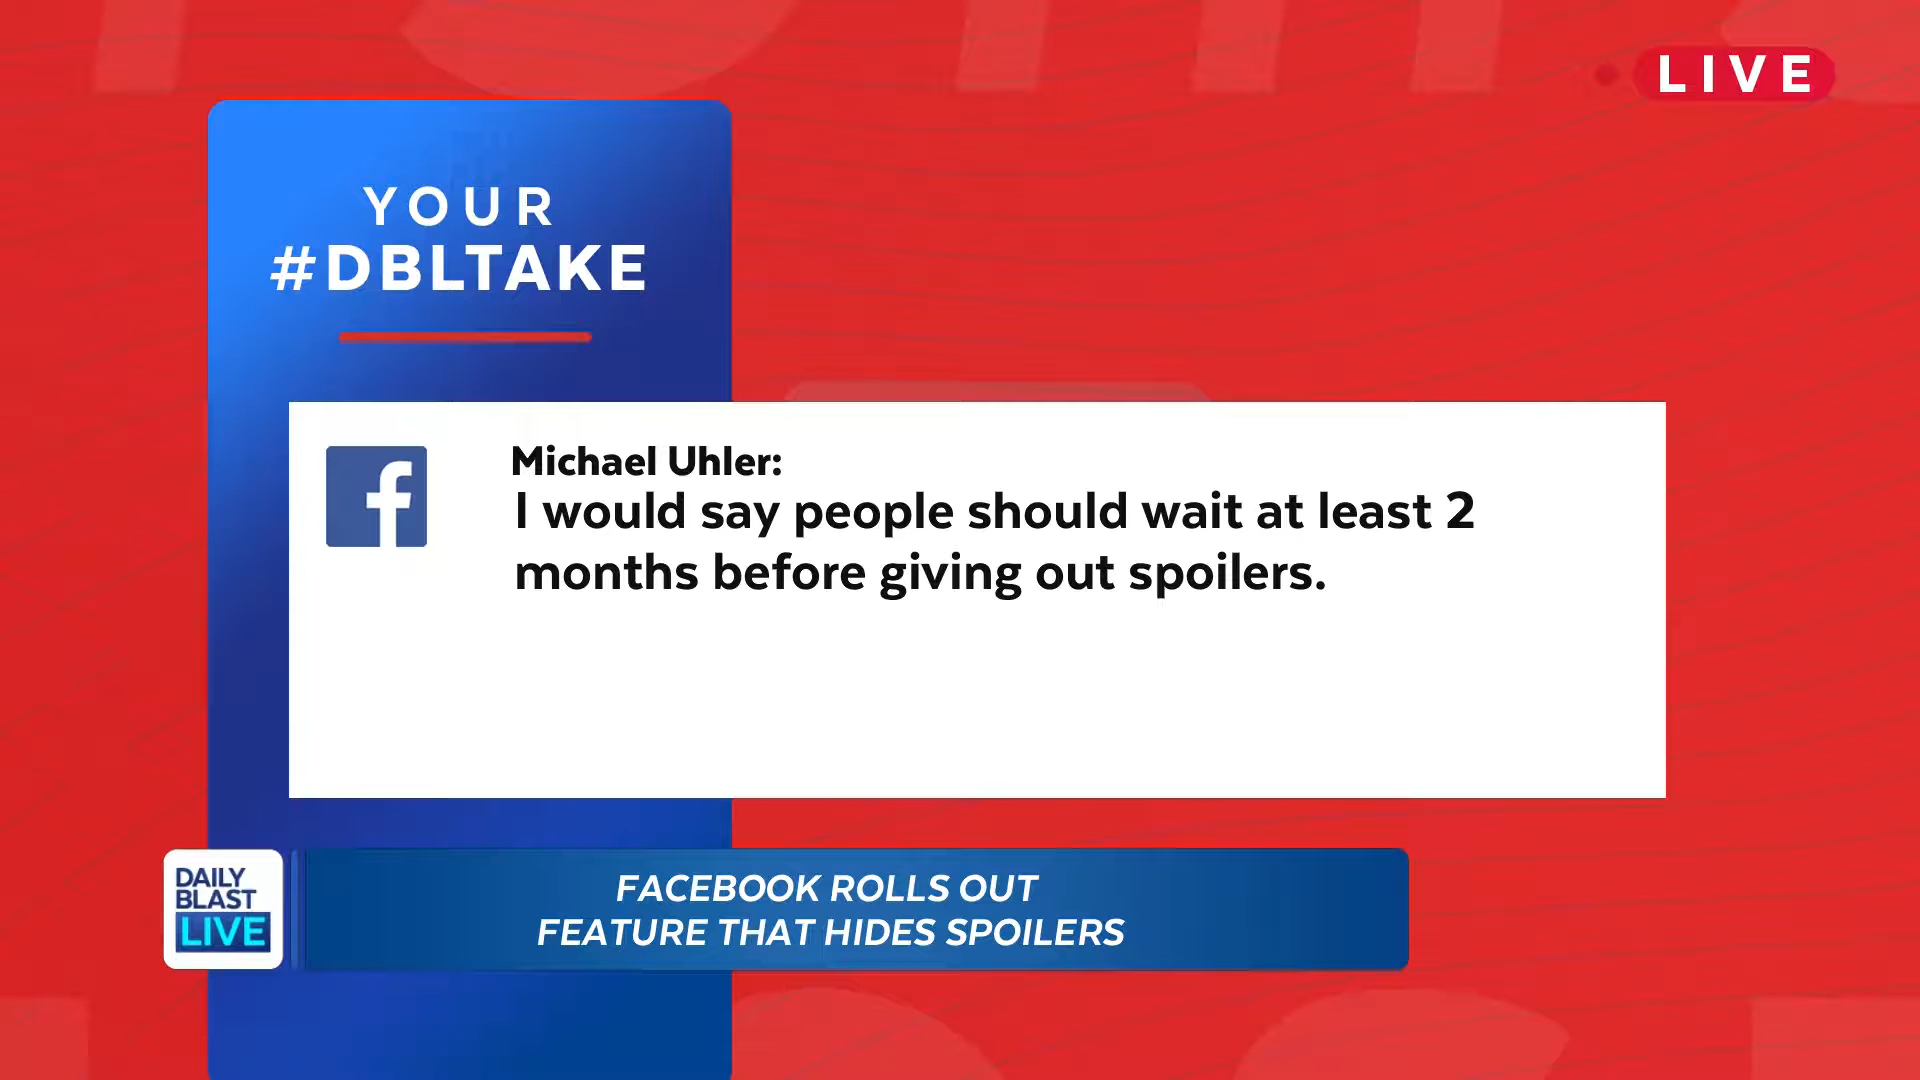 LIVE
YOUR
#DBLTAKE
Michael Uhler:
I would say people should wait at least 2
months before giving out spoilers.
DAILY
BLAST
LIVE
FACEBOOK ROLLS OUT
FEATURE THAT HIDES SPOILERS